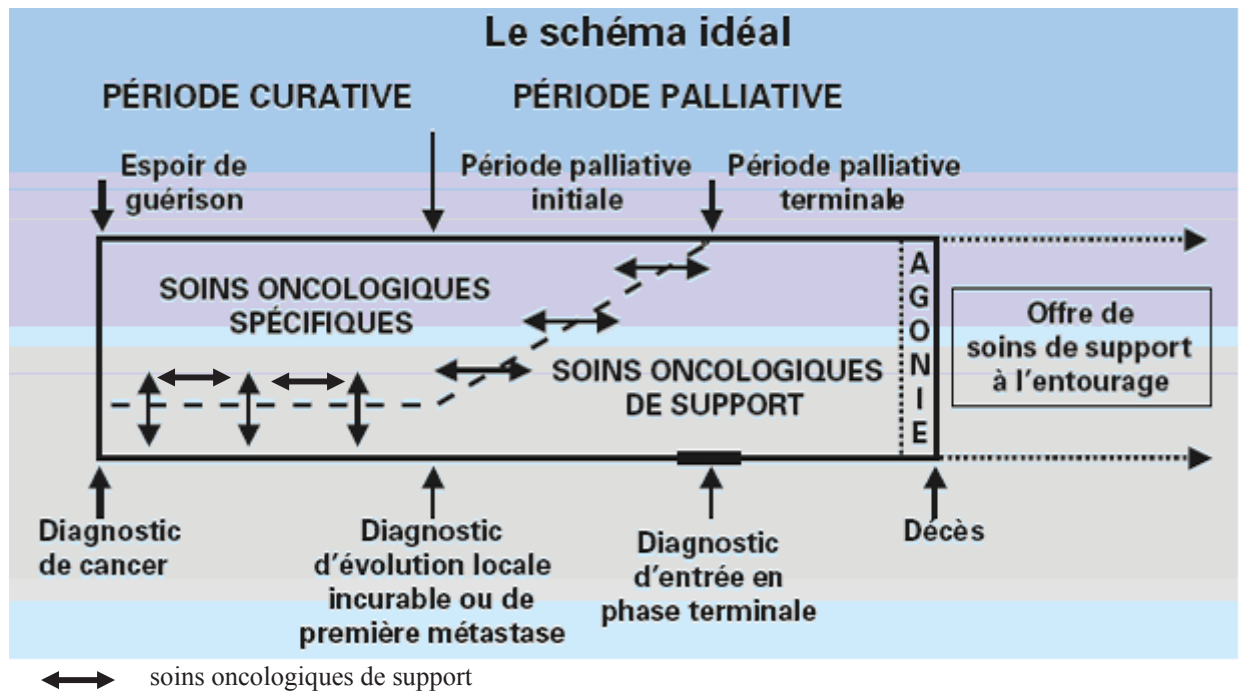 Le schéma idéal
PÉRIODE CURATIVE
PÉRIODE PALLIATIVE
Espoir de
guérison
Période palliative
initiale
Période palliative
terminale
SOINS ONCOLOGIQUES
SPÉCIFIQUES
SOINS ONCOLOGIQUES
DE SUPPORT
A
G
O
N
I
E
Offre de
soins de support
à l'entourage
Diagnostic
de cancer
Diagnostic
d'évolution locale
incurable ou de
première métastase
Diagnostic
d'entrée en
phase terminale
Décès
soins oncologiques de support